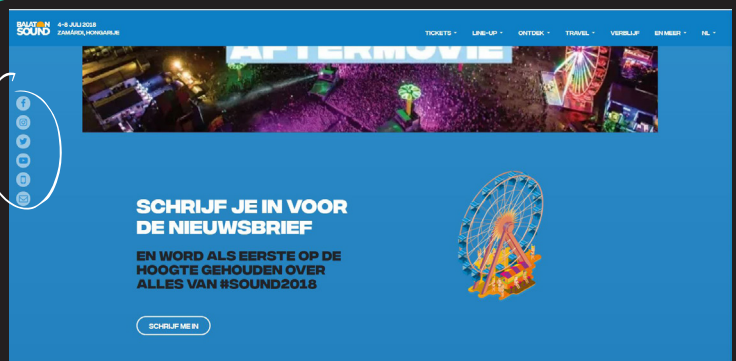 BALATON SOUND
4-8 JULI 2018
ZAMÁRDI, HONGARIJE
TICKETS
LINE-UP
ONTDEK
TRAVEL
VERBLIJF
EN MEER
NL
AFTERMOVIE
SCHRIJF JE IN VOOR
DE NIEUWSBRIEF
EN WORD ALS EERSTE OP DE
HOOGTE GEHOUDEN OVER
ALLES VAN #SOUND2018
SCHRIJF ME IN